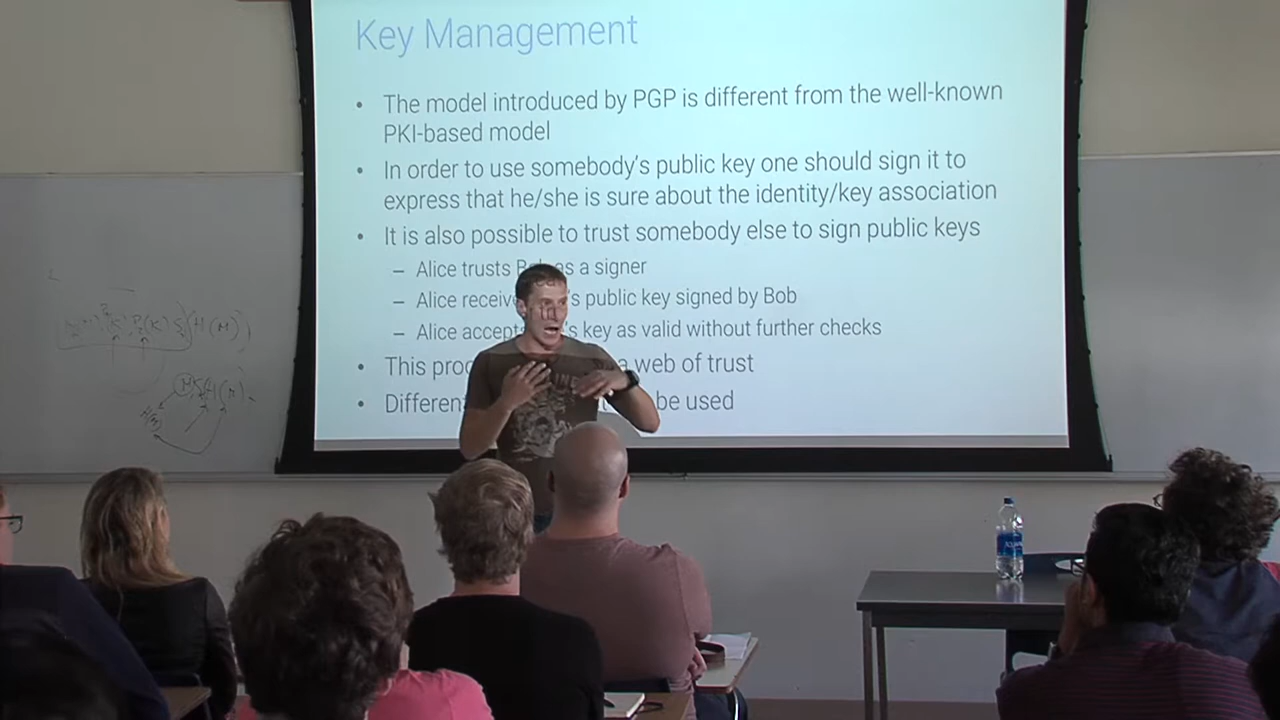 Key Management
• The model introduced by PGP is different from the well-known
PKI-based model
• In order to use somebody's public key one should sign it to
express that he/she is sure about the identity/key association
• It is also possible to trust somebody else to sign public keys
– Alice trusts as a signer
– Alice public key signed by Bob
– Alice key as valid without further checks
• This a web of trust
• be used